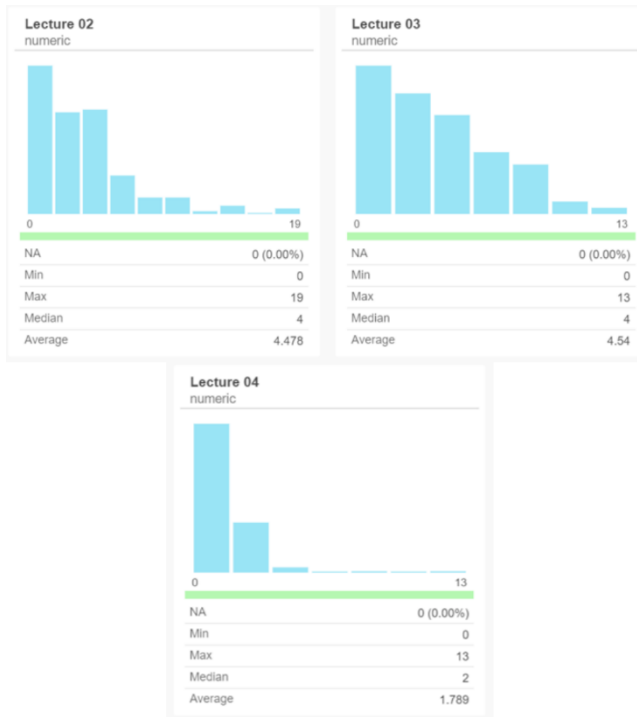 Lecture 02
numeric
0 19
NA 0 (0.00%)
Min 0
Max 19
Median 4
Average 4.478
Lecture 03
numeric
0 13
NA 0 (0.00%)
Min 0
Max 13
Median 4
Average 4.54
Lecture 04
numeric
0 13
NA 0 (0.00%)
Min 0
Max 13
Median 2
Average 1.789